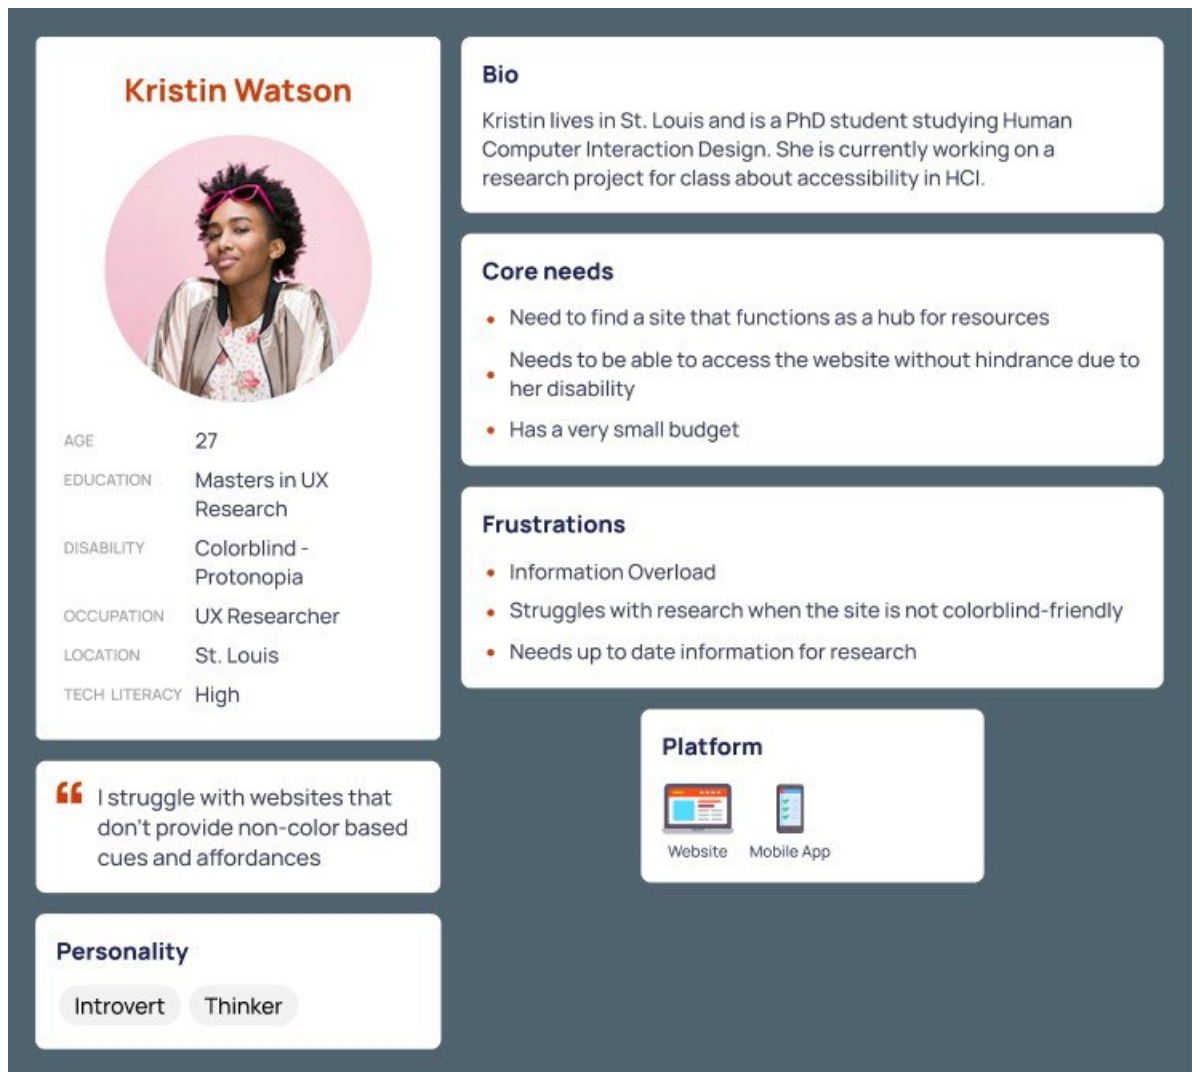 Kristin Watson
AGE 27
EDUCATION Masters in UX
Research
DISABILITY Colorblind -
Protonopia
OCCUPATION UX Researcher
LOCATION St. Louis
TECH LITERACY High
“ I struggle with websites that
don't provide non-color based
cues and affordances
Personality
Introvert Thinker
Bio
Kristin lives in St. Louis and is a PhD student studying Human
Computer Interaction Design. She is currently working on a
research project for class about accessibility in HCI.
Core needs
• Need to find a site that functions as a hub for resources
• Needs to be able to access the website without hindrance due to
her disability
• Has a very small budget
Frustrations
• Information Overload
• Struggles with research when the site is not colorblind-friendly
• Needs up to date information for research
Platform
Website Mobile App